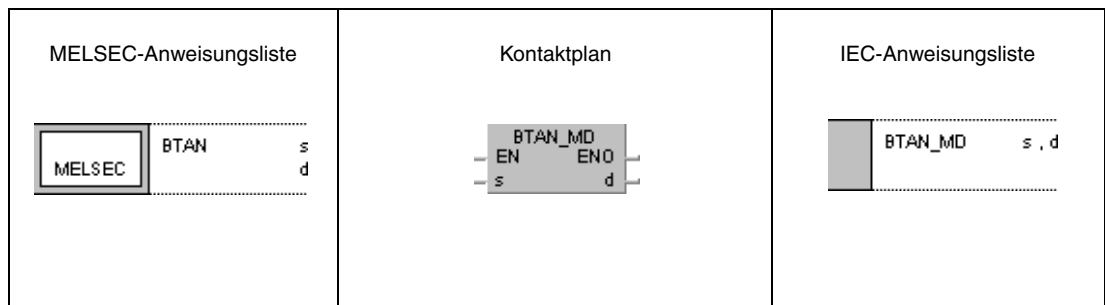 MELSEC-Anweisungsliste
MELSEC
BTAN s
d
Kontaktplan
BTAN_MD
EN ENO
s d
IEC-Anweisungsliste
BTAN_MD s , d